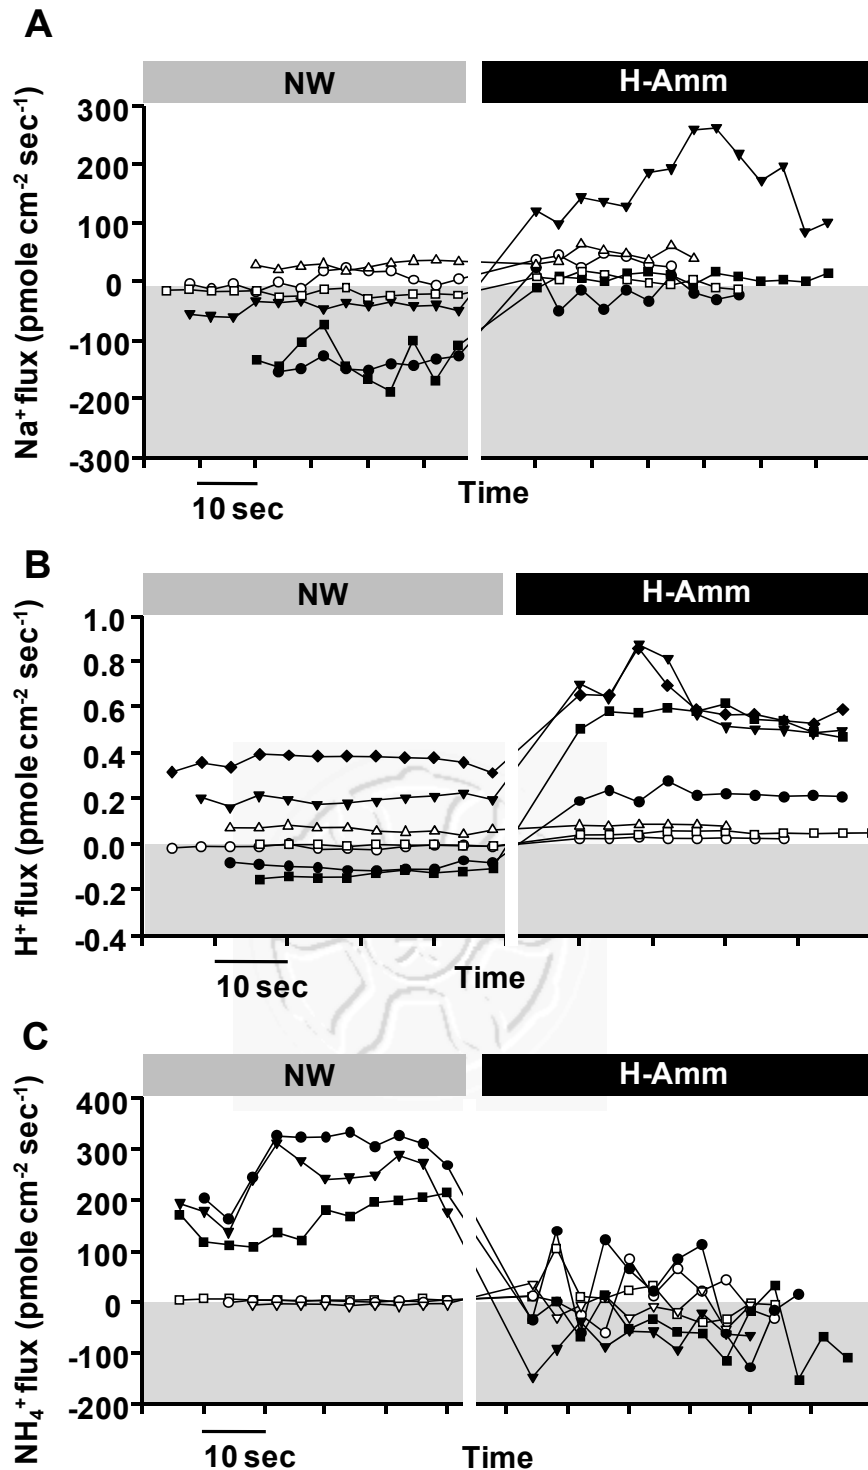 A
NW
H-Amm
Na⁺ flux (pmole cm⁻² sec⁻¹)
300
200
100
0
-100
-200
-300
10 sec
Time
B
NW
H-Amm
H⁺ flux (pmole cm⁻² sec⁻¹)
1.0
0.8
0.6
0.4
0.2
0.0
-0.2
-0.4
10 sec
Time
C
NW
H-Amm
NH₄⁺ flux (pmole cm⁻² sec⁻¹)
400
300
200
100
0
-100
-200
10 sec
Time